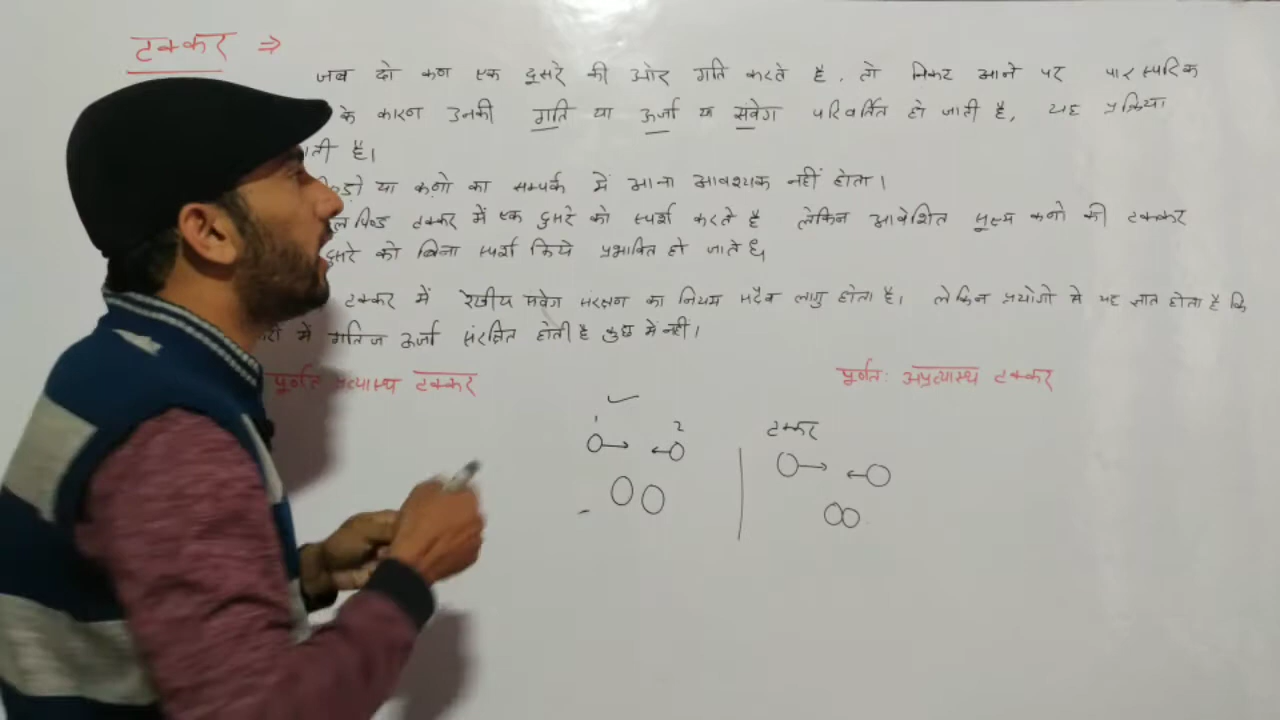 टक्कर ⇒
जब दो कण एक दूसरे की ओर गति करते है, तो निकट आने पर पारस्परिक
के कारण उनकी गति या ऊर्जा या सवेग परिवर्तित हो जाती है, यह प्रक्रिया
है।
या कणो का सम्पर्क में आना आवश्यक नहीं होता।
पिण्ड टक्कर में एक दुसरे को स्पर्श करते है लेकिन आवेशित सूक्ष्म कणो की टक्कर
दुसरे को बिना स्पर्श किये प्रभावित हो जाते है
टक्कर में रेखीय संवेग संरक्षण का नियम सदैव लागु होता है। लेकिन प्रयोगो से यह ज्ञात होता है कि
में गतिज ऊर्जा संरक्षित होती है कुछ में नहीं।
पूर्णत प्रत्यास्थ टक्कर पूर्णतः अप्रत्यास्थ टक्कर
1 2 टक्कर